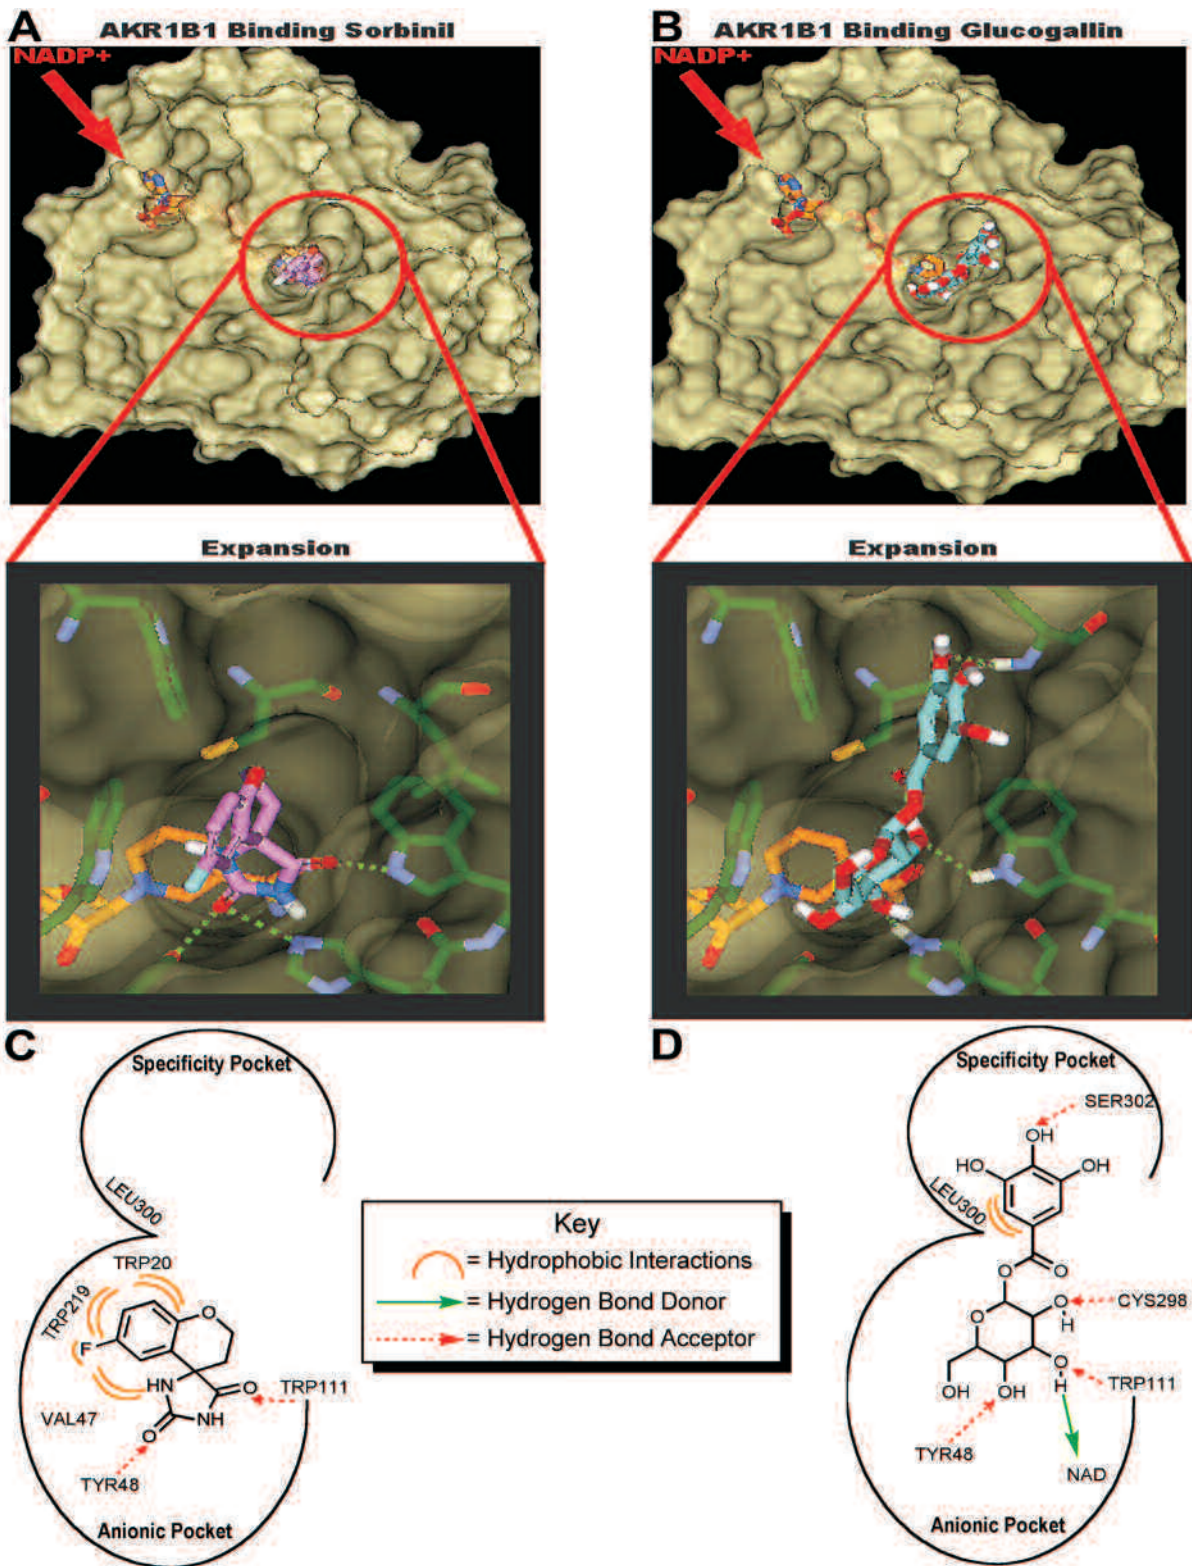 A
AKR1B1 Binding Sorbinil
NADP+
B
AKR1B1 Binding Glucogallin
NADP+
Expansion
Expansion
C
Specificity Pocket
LEU300
TRP20
TRP219
O
F
HN
O
NH
O
TRP111
VAL47
TYR48
Anionic Pocket
Key
= Hydrophobic Interactions
= Hydrogen Bond Donor
= Hydrogen Bond Acceptor
D
Specificity Pocket
SER302
OH
HO
OH
LEU300
O
O
O
O
H
CYS298
O
H
TRP111
OH
OH
TYR48
NAD
Anionic Pocket